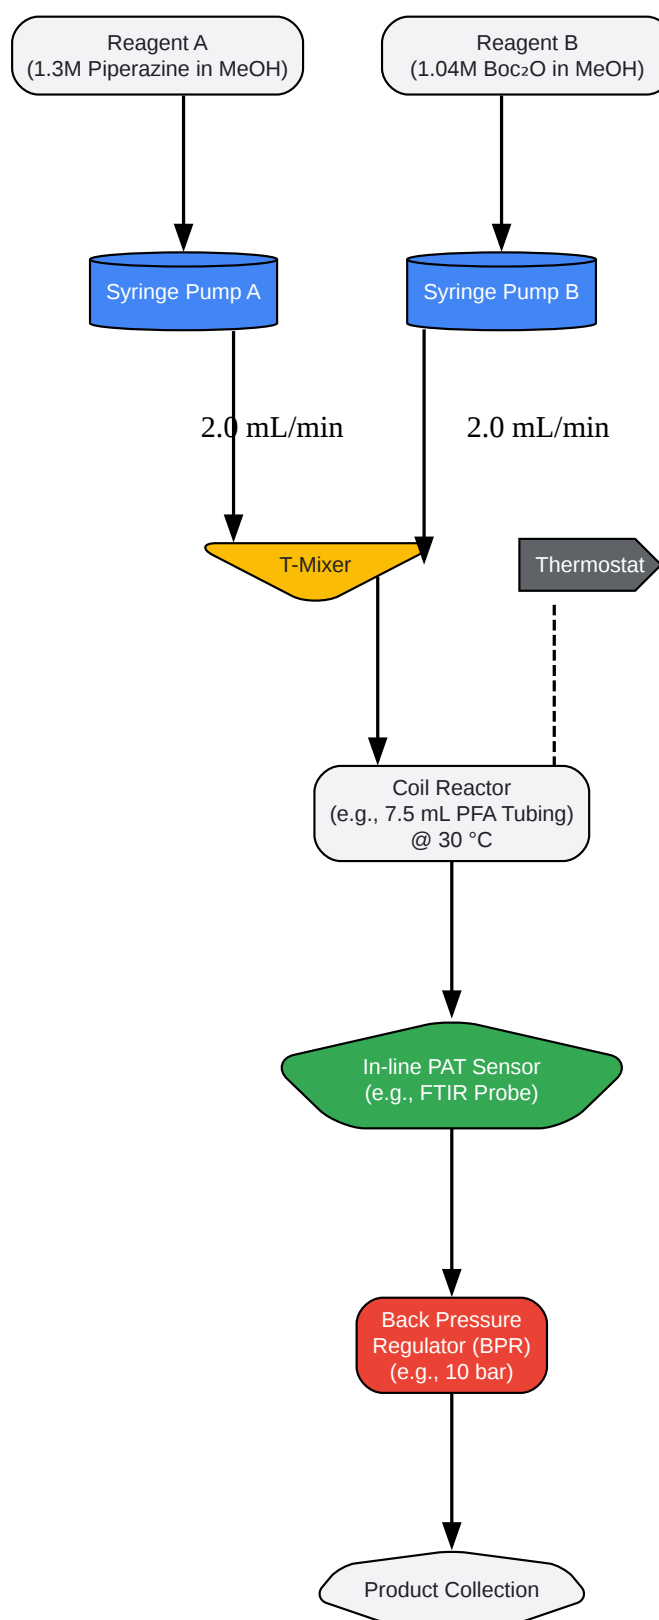 Reagent A
(1.3M Piperazine in MeOH)
Reagent B
(1.04M Boc₂O in MeOH)
Syringe Pump A
Syringe Pump B
2.0 mL/min
2.0 mL/min
T-Mixer
Thermostat
Coil Reactor
(e.g., 7.5 mL PFA Tubing)
@ 30 °C
In-line PAT Sensor
(e.g., FTIR Probe)
Back Pressure
Regulator (BPR)
(e.g., 10 bar)
Product Collection